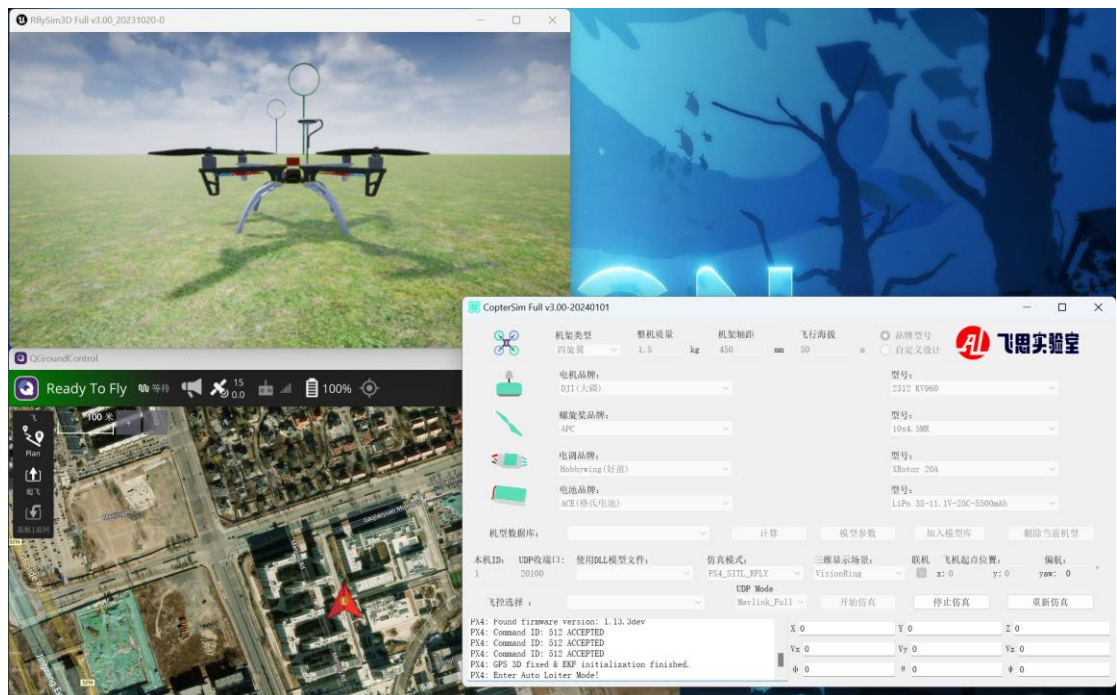 RflySim3D Full v3.00_20231020-0
QGroundControl
Ready To Fly 等待 15 0.0 100%
飞
100 米
Plan
起飞
CopterSim Full v3.00-20240101
机架类型 整机质量 机架轴距 飞行海拔 品牌型号
四旋翼 1.5 kg 450 mm 50 m 自定义设计
飞思实验室
电机品牌: 型号:
DJI(大疆) 2312 KV960
螺旋桨品牌: 型号:
APC 10x4.5MR
电调品牌: 型号:
Hobbywing(好盈) XRotor 20A
电池品牌: 型号:
ACE(格氏电池) LiPo 3S-11.1V-25C-5500mAh
机型数据库: 计算 模型参数 加入模型库 删除当前机型
本机ID: UDP收端口: 使用DLL模型文件: 仿真模式: 三维显示场景: 联机 飞机起点位置: 偏航:
1 20100 PX4_SITL_RFLY VisionRing x: 0 y: 0 yaw: 0 °
UDP Mode
飞控选择 : Mavlink_Full 开始仿真 停止仿真 重新仿真
PX4: Found firmware version: 1.13.3dev
PX4: Command ID: 512 ACCEPTED
PX4: Command ID: 512 ACCEPTED
PX4: Command ID: 512 ACCEPTED
PX4: GPS 3D fixed & EKF initialization finished.
PX4: Enter Auto Loiter Mode!
X 0 Y 0 Z 0
Vx 0 Vy 0 Vz 0
ϕ 0 θ 0 ψ 0